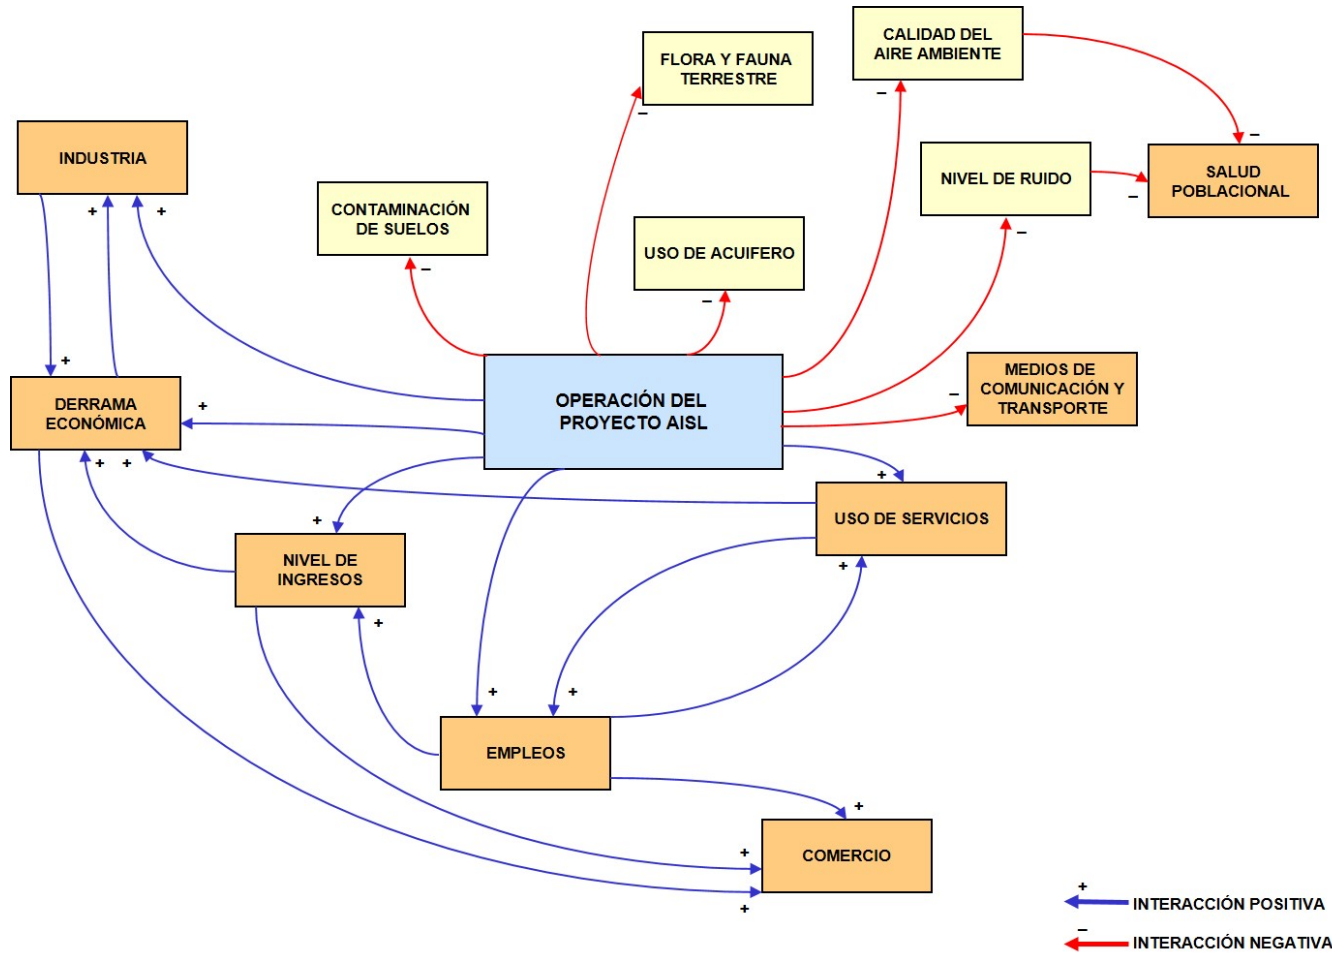 CALIDAD DEL
AIRE AMBIENTE
FLORA Y FAUNA
TERRESTRE
–
–
–
INDUSTRIA
NIVEL DE RUIDO
SALUD
POBLACIONAL
–
+
+
CONTAMINACIÓN
DE SUELOS
USO DE ACUIFERO
–
–
–
+
MEDIOS DE
COMUNICACIÓN Y
TRANSPORTE
–
DERRAMA
ECONÓMICA
+
OPERACIÓN DEL
PROYECTO AISL
+
+
+
USO DE SERVICIOS
+
NIVEL DE
INGRESOS
+
+
+
+
EMPLEOS
+
COMERCIO
+
+
+
INTERACCIÓN POSITIVA
–
INTERACCIÓN NEGATIVA